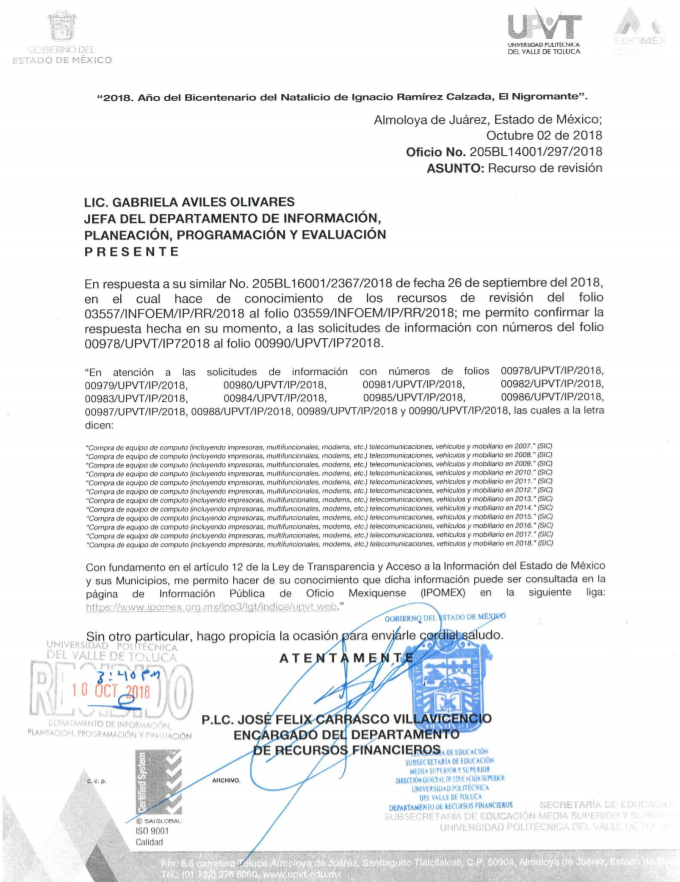 GOBIERNO DEL
ESTADO DE MÉXICO
UPVT
UNIVERSIDAD POLITÉCNICA
DEL VALLE DE TOLUCA
EDOMÉX
“2018. Año del Bicentenario del Natalicio de Ignacio Ramírez Calzada, El Nigromante”.
Almoloya de Juárez, Estado de México;
Octubre 02 de 2018
Oficio No. 205BL14001/297/2018
ASUNTO: Recurso de revisión
LIC. GABRIELA AVILES OLIVARES
JEFA DEL DEPARTAMENTO DE INFORMACIÓN,
PLANEACIÓN, PROGRAMACIÓN Y EVALUACIÓN
P R E S E N T E
En respuesta a su similar No. 205BL16001/2367/2018 de fecha 26 de septiembre del 2018,
en el cual hace de conocimiento de los recursos de revisión del folio
03557/INFOEM/IP/RR/2018 al folio 03559/INFOEM/IP/RR/2018; me permito confirmar la
respuesta hecha en su momento, a las solicitudes de información con números del folio
00978/UPVT/IP72018 al folio 00990/UPVT/IP72018.
“En atención a las solicitudes de información con números de folios 00978/UPVT/IP/2018,
00979/UPVT/IP/2018, 00980/UPVT/IP/2018, 00981/UPVT/IP/2018, 00982/UPVT/IP/2018,
00983/UPVT/IP/2018, 00984/UPVT/IP/2018, 00985/UPVT/IP/2018, 00986/UPVT/IP/2018,
00987/UPVT/IP/2018, 00988/UPVT/IP/2018, 00989/UPVT/IP/2018 y 00990/UPVT/IP/2018, las cuales a la letra
dicen:
“Compra de equipo de computo (incluyendo impresoras, multifuncionales, modems, etc.) telecomunicaciones, vehículos y mobiliario en 2007.” (SIC)
“Compra de equipo de computo (incluyendo impresoras, multifuncionales, modems, etc.) telecomunicaciones, vehículos y mobiliario en 2008.” (SIC)
“Compra de equipo de computo (incluyendo impresoras, multifuncionales, modems, etc.) telecomunicaciones, vehículos y mobiliario en 2009.” (SIC)
“Compra de equipo de computo (incluyendo impresoras, multifuncionales, modems, etc.) telecomunicaciones, vehículos y mobiliario en 2010.” (SIC)
“Compra de equipo de computo (incluyendo impresoras, multifuncionales, modems, etc.) telecomunicaciones, vehículos y mobiliario en 2011.” (SIC)
“Compra de equipo de computo (incluyendo impresoras, multifuncionales, modems, etc.) telecomunicaciones, vehículos y mobiliario en 2012.” (SIC)
“Compra de equipo de computo (incluyendo impresoras, multifuncionales, modems, etc.) telecomunicaciones, vehículos y mobiliario en 2013.” (SIC)
“Compra de equipo de computo (incluyendo impresoras, multifuncionales, modems, etc.) telecomunicaciones, vehículos y mobiliario en 2014.” (SIC)
“Compra de equipo de computo (incluyendo impresoras, multifuncionales, modems, etc.) telecomunicaciones, vehículos y mobiliario en 2015.” (SIC)
“Compra de equipo de computo (incluyendo impresoras, multifuncionales, modems, etc.) telecomunicaciones, vehículos y mobiliario en 2016.” (SIC)
“Compra de equipo de computo (incluyendo impresoras, multifuncionales, modems, etc.) telecomunicaciones, vehículos y mobiliario en 2017.” (SIC)
“Compra de equipo de computo (incluyendo impresoras, multifuncionales, modems, etc.) telecomunicaciones, vehículos y mobiliario en 2018.” (SIC)
Con fundamento en el artículo 12 de la Ley de Transparencia y Acceso a la Información del Estado de México
y sus Municipios, me permito hacer de su conocimiento que dicha información puede ser consultada en la
página de Información Pública de Oficio Mexiquense (IPOMEX) en la siguiente liga:
https://www.ipomex.org.mx/ipo3/lgt/indice/upvt.web.”
GOBIERNO DEL ESTADO DE MÉXICO
Sin otro particular, hago propicia la ocasión para enviarle cordial saludo.
A T E N T A M E N T E
UNIVERSIDAD POLITÉCNICA
DEL VALLE DE TOLUCA
RECIBIDO
3:40 PM
10 OCT 2018
DEPARTAMENTO DE INFORMACIÓN,
PLANEACIÓN, PROGRAMACIÓN Y EVALUACIÓN
P.LC. JOSÉ FELIX CARRASCO VILLAVICENCIO
ENCARGADO DEL DEPARTAMENTO
DE RECURSOS FINANCIEROS
SECRETARÍA DE EDUCACIÓN
SUBSECRETARÍA DE EDUCACIÓN
MEDIA SUPERIOR Y SUPERIOR
DIRECCIÓN GENERAL DE EDUCACIÓN SUPERIOR
UNIVERSIDAD POLITÉCNICA
DEL VALLE DE TOLUCA
DEPARTAMENTO DE RECURSOS FINANCIEROS
c. c. p. ARCHIVO.
Certified System
© SAI GLOBAL
ISO 9001
Calidad
SECRETARÍA DE EDUCACIÓN
SUBSECRETARÍA DE EDUCACIÓN MEDIA SUPERIOR Y SUPERIOR
UNIVERSIDAD POLITÉCNICA DEL VALLE DE TOLUCA
Km. 5.6 carretera Toluca-Almoloya de Juárez, Santiaguito Tlalcilalcali, C.P. 50904, Almoloya de Juárez, Estado de
Tel.: (01 722) 276 6060, www.upvt.edu.mx